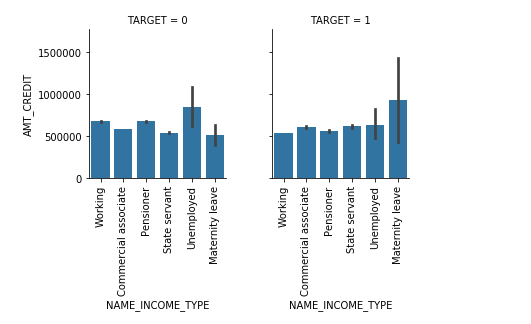 TARGET = 0
TARGET = 1
AMT_CREDIT
1500000
1000000
500000
0
Working
Commercial associate
Pensioner
State servant
Unemployed
Maternity leave
Working
Commercial associate
Pensioner
State servant
Unemployed
Maternity leave
NAME_INCOME_TYPE
NAME_INCOME_TYPE